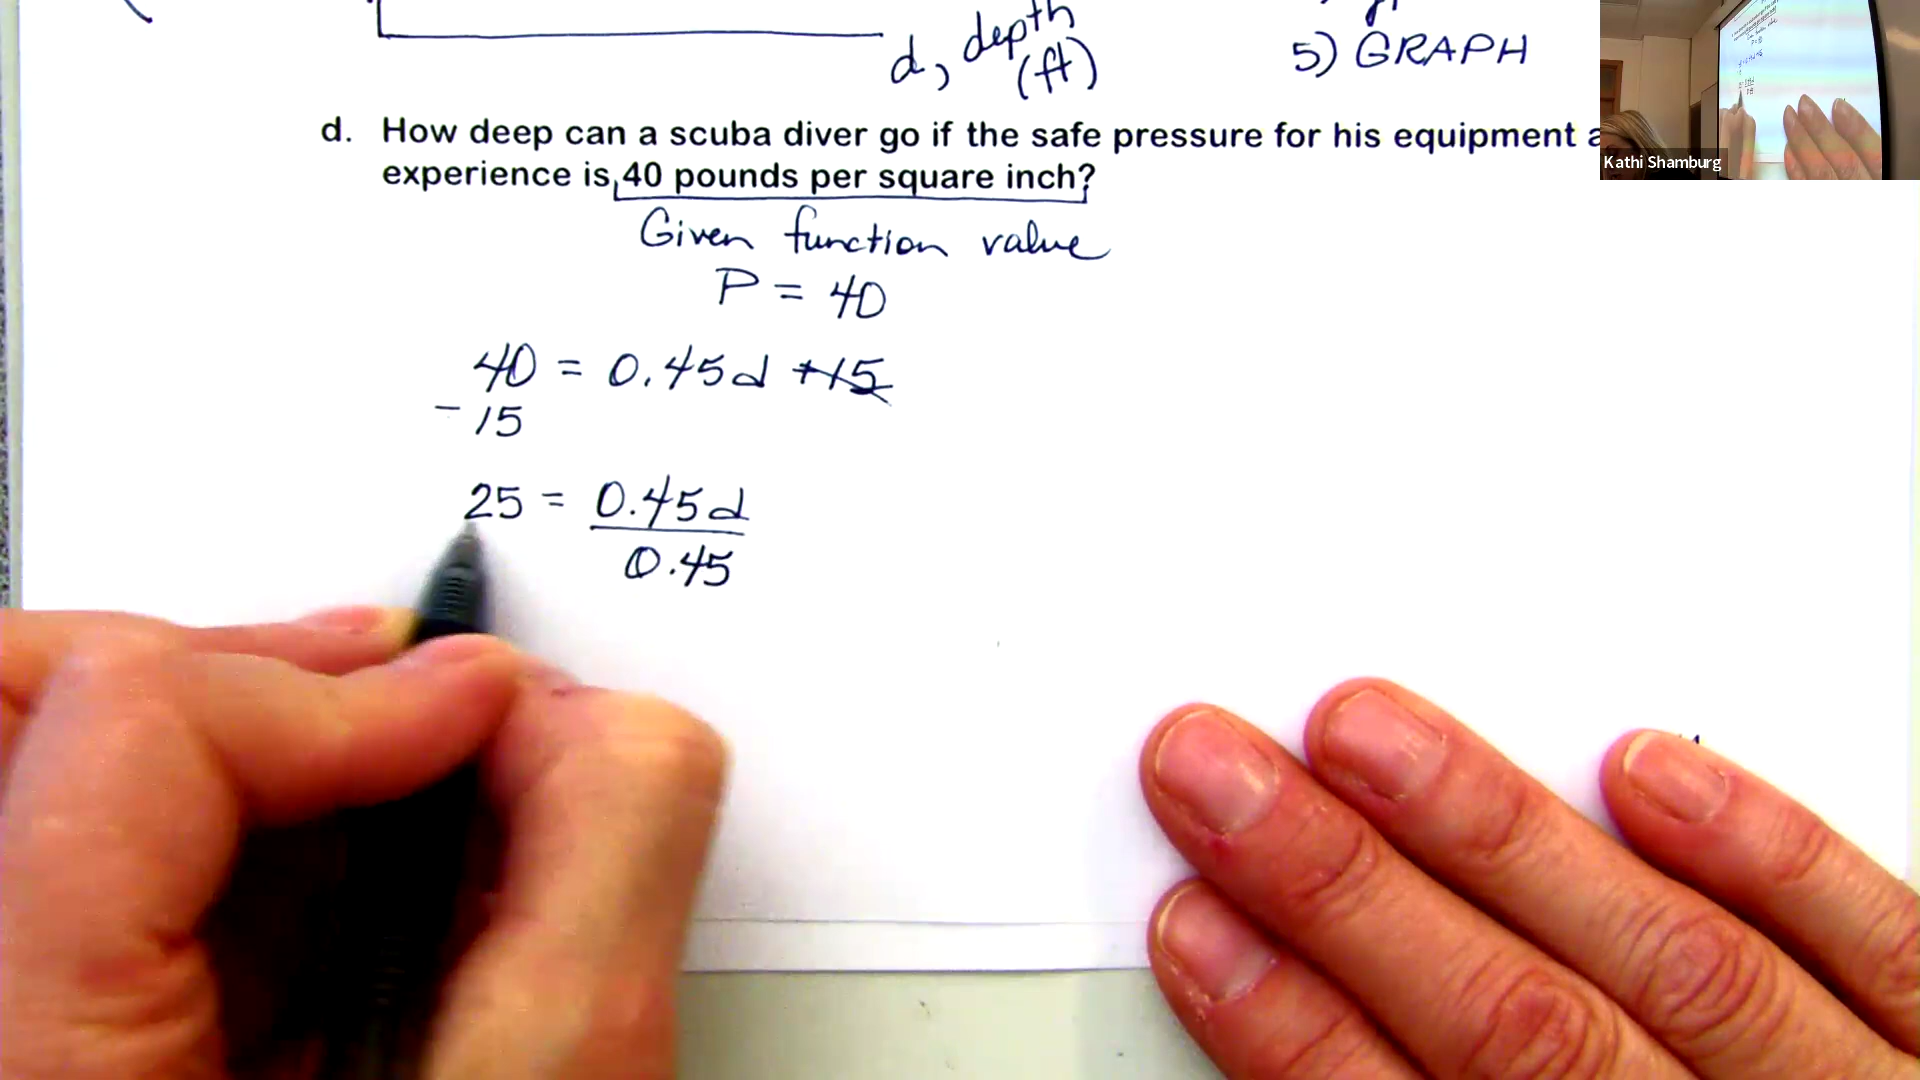 d, depth
(ft)
5) GRAPH
d. How deep can a scuba diver go if the safe pressure for his equipment
experience is 40 pounds per square inch?
Kathi Shamburg
Given function value
P = 40
40 = 0.45d +15
- 15
25 = 0.45d
0.45